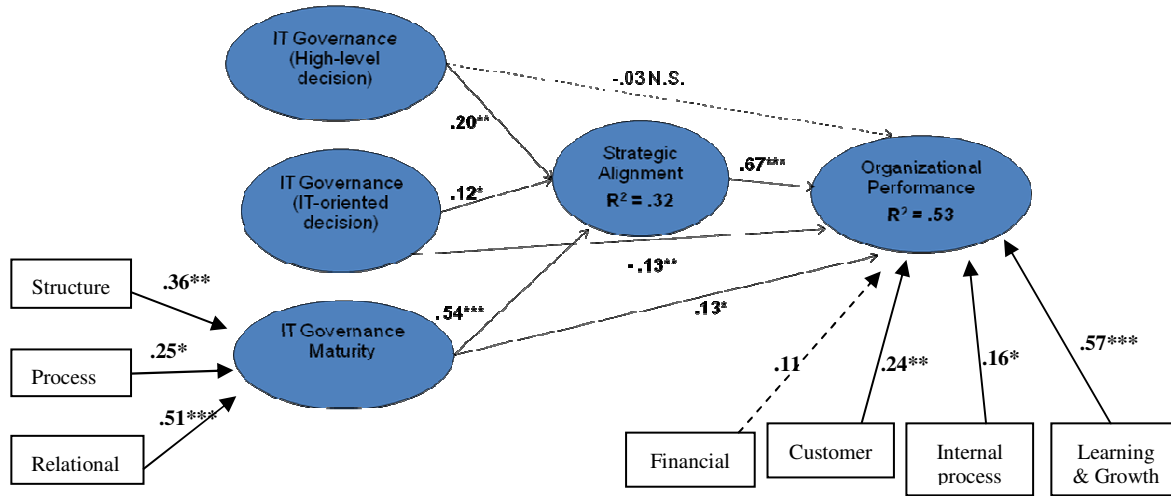 IT Governance
(High-level
decision)
-.03 N.S.
.20**
Strategic
Alignment
R² = .32
.67***
Organizational
Performance
R² = .53
IT Governance
(IT-oriented
decision)
.12*
-.13**
Structure
.36**
IT Governance
Maturity
.54***
.13*
Process
.25*
.51***
Relational
.11
.24**
.16*
.57***
Financial
Customer
Internal
process
Learning
& Growth